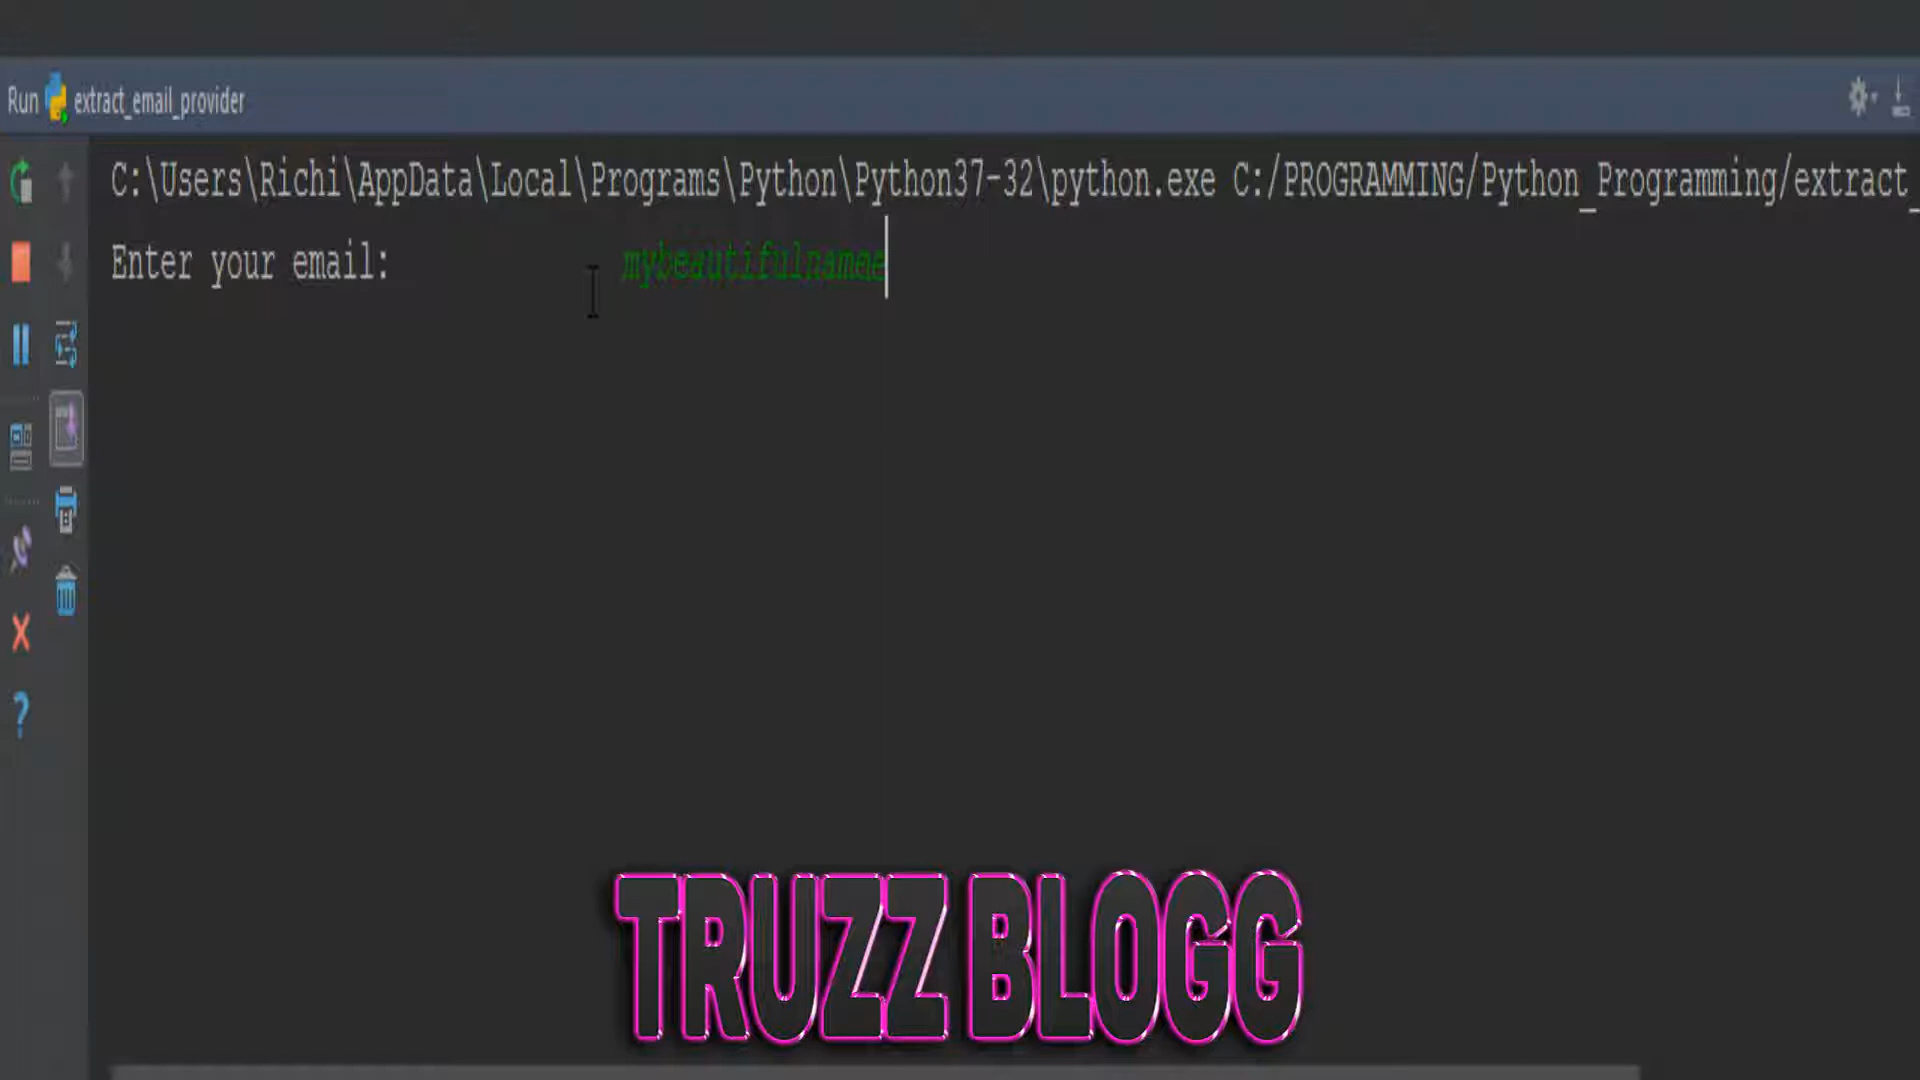 Run extract_email_provider
C:\Users\Richi\AppData\Local\Programs\Python\Python37-32\python.exe C:/PROGRAMMING/Python_Programming/extract_
Enter your email: mybeautifulnamee
TRUZZ BLOGG